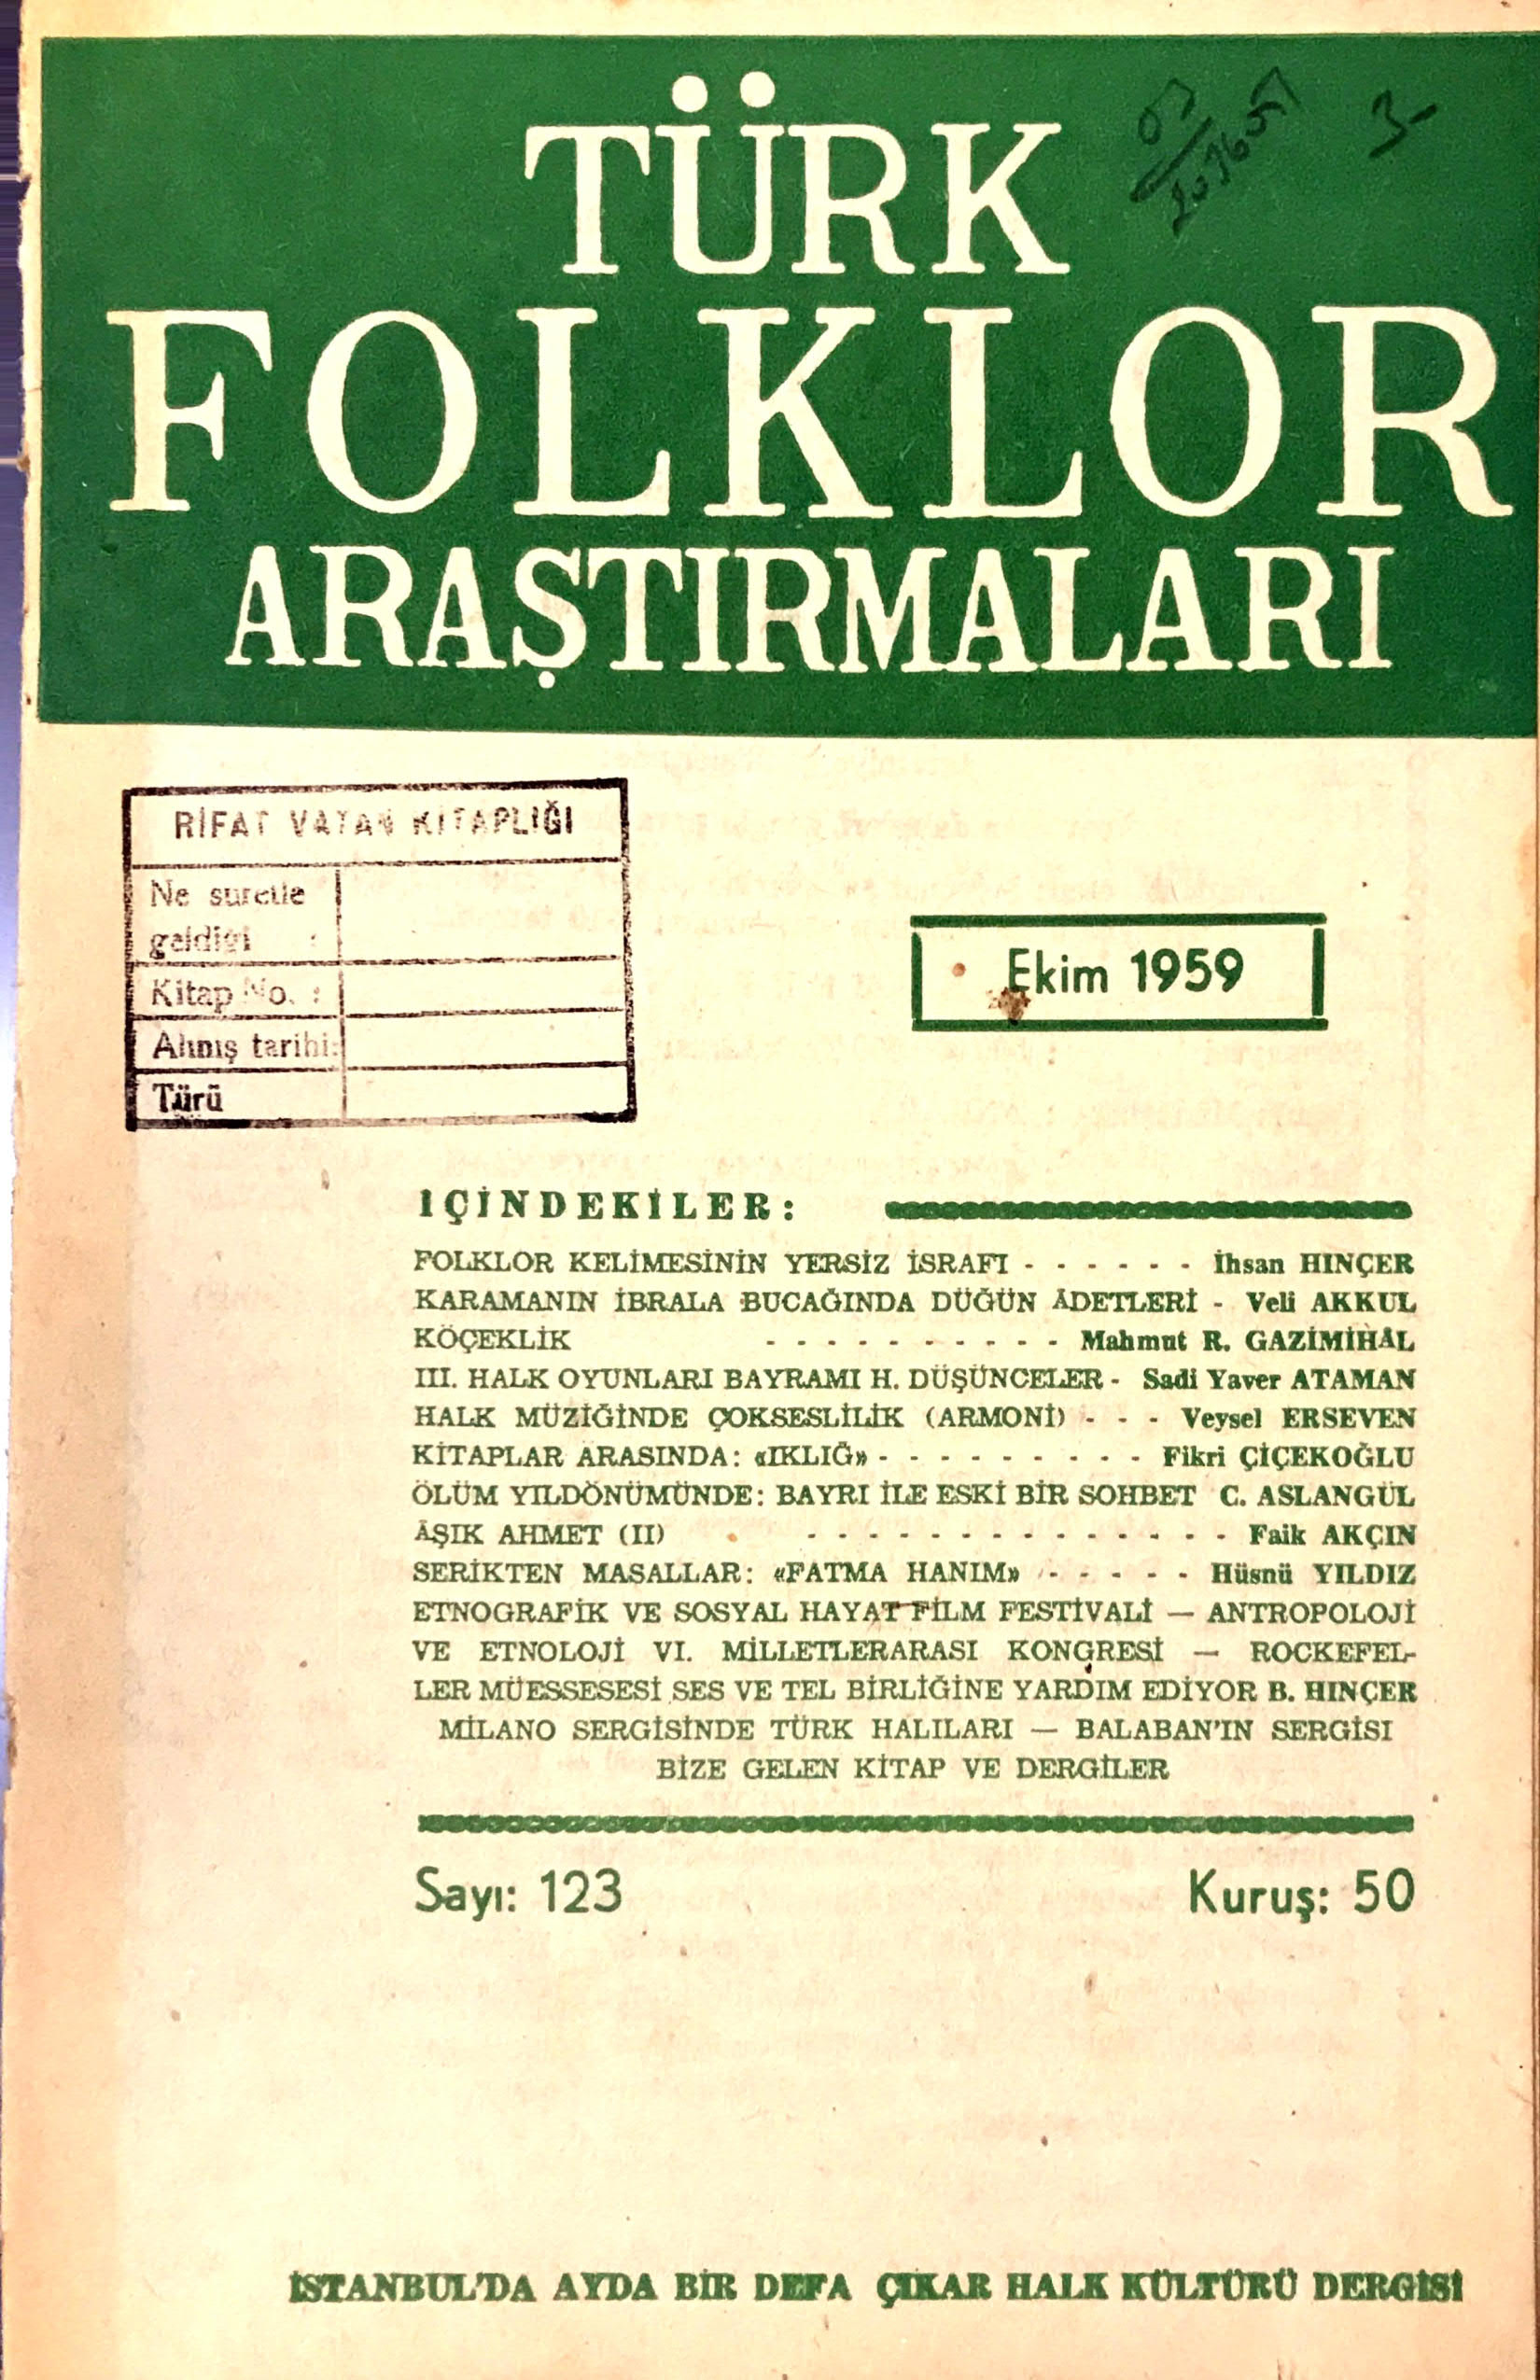 TÜRK
FOLKLOR
ARAŞTIRMALARI
3-
RİFAT VATAN KİTAPLIĞI
Ne suretle
geldiği :
Kitap No. :
Alınış tarihi:
Türü
Ekim 1959
İÇİNDEKİLER:
FOLKLOR KELİMESİNİN YERSİZ İSRAFI - - - - - - İhsan HINÇER
KARAMANIN İBRALA BUCAĞINDA DÜĞÜN ÂDETLERİ - Veli AKKUL
KÖÇEKLİK - - - - - - - - - - Mahmut R. GAZİMİHÂL
III. HALK OYUNLARI BAYRAMI H. DÜŞÜNCELER - Sadi Yaver ATAMAN
HALK MÜZİĞİNDE ÇOKSESLİLİK (ARMONİ) - - - Veysel ERSEVEN
KİTAPLAR ARASINDA: «IKLIĞ» - - - - - - - - - Fikri ÇİÇEKOĞLU
ÖLÜM YILDÖNÜMÜNDE: BAYRI İLE ESKİ BİR SOHBET C. ASLANGÜL
ÂŞIK AHMET (II) - - - - - - - - - - - - - - Faik AKÇIN
SERİKTEN MASALLAR: «FATMA HANIM» - - - - - Hüsnü YILDIZ
ETNOGRAFİK VE SOSYAL HAYAT FİLM FESTİVALİ — ANTROPOLOJİ
VE ETNOLOJİ VI. MİLLETLERARASI KONGRESİ — ROCKEFEL-
LER MÜESSESESİ SES VE TEL BİRLİĞİNE YARDIM EDİYOR B. HINÇER
MİLANO SERGİSİNDE TÜRK HALILARI — BALABAN'IN SERGİSİ
BİZE GELEN KİTAP VE DERGİLER
Sayı: 123
Kuruş: 50
İSTANBUL'DA AYDA BİR DEFA ÇIKAR HALK KÜLTÜRÜ DERGİSİ